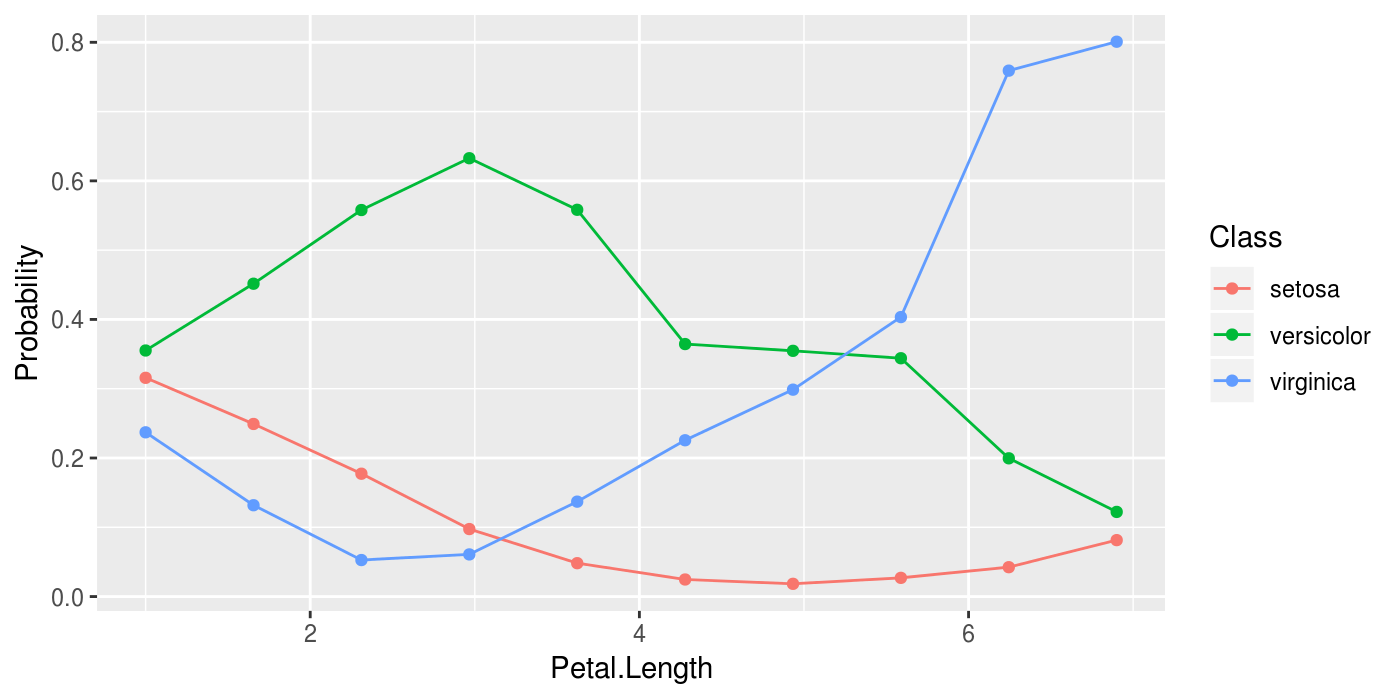 0.8
0.6
0.4
0.2
0.0
Probability
2 4 6
Petal.Length
Class
setosa
versicolor
virginica